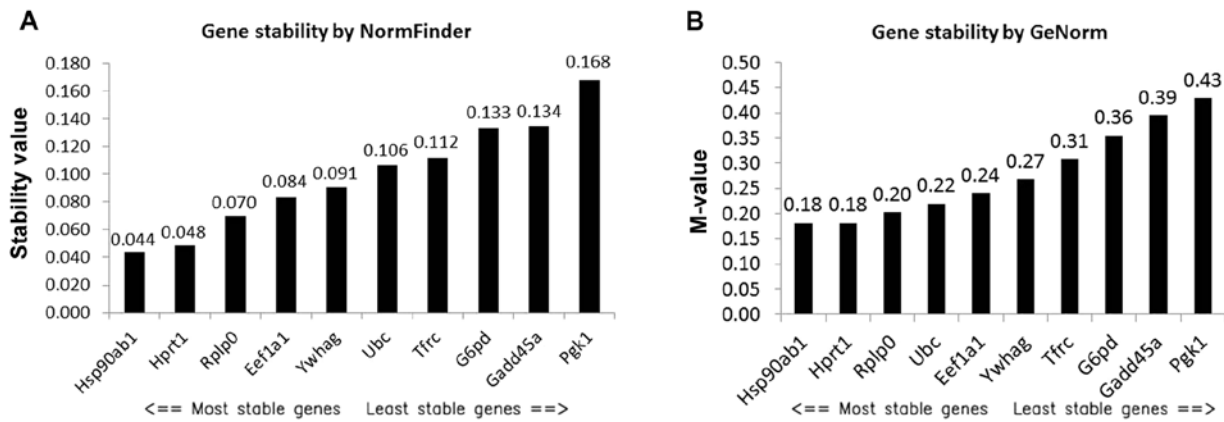 A
Gene stability by NormFinder
Stability value
0.180
0.160
0.140
0.120
0.100
0.080
0.060
0.040
0.020
0.000
0.044
0.048
0.070
0.084
0.091
0.106
0.112
0.133
0.134
0.168
Hsp90ab1
Hprt1
Rplp0
Eef1a1
Ywhag
Ubc
Tfrc
G6pd
Gadd45a
Pgk1
<== Most stable genes Least stable genes ==>
B
Gene stability by GeNorm
M-value
0.50
0.45
0.40
0.35
0.30
0.25
0.20
0.15
0.10
0.05
0.00
0.18
0.18
0.20
0.22
0.24
0.27
0.31
0.36
0.39
0.43
Hsp90ab1
Hprt1
Rplp0
Ubc
Eef1a1
Ywhag
Tfrc
G6pd
Gadd45a
Pgk1
<== Most stable genes Least stable genes ==>